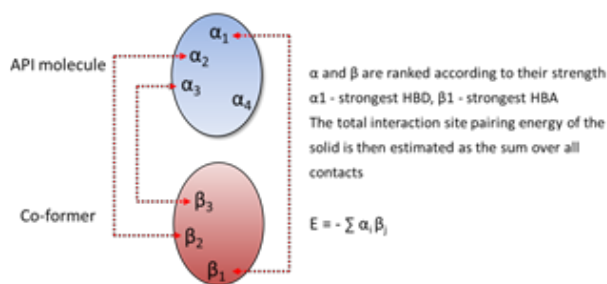 API molecule
α₁
α₂
α₃
α₄
Co-former
β₃
β₂
β₁
α and β are ranked according to their strength
α1 - strongest HBD, β1 - strongest HBA
The total interaction site pairing energy of the
solid is then estimated as the sum over all
contacts
E = - ∑ αᵢ βⱼ